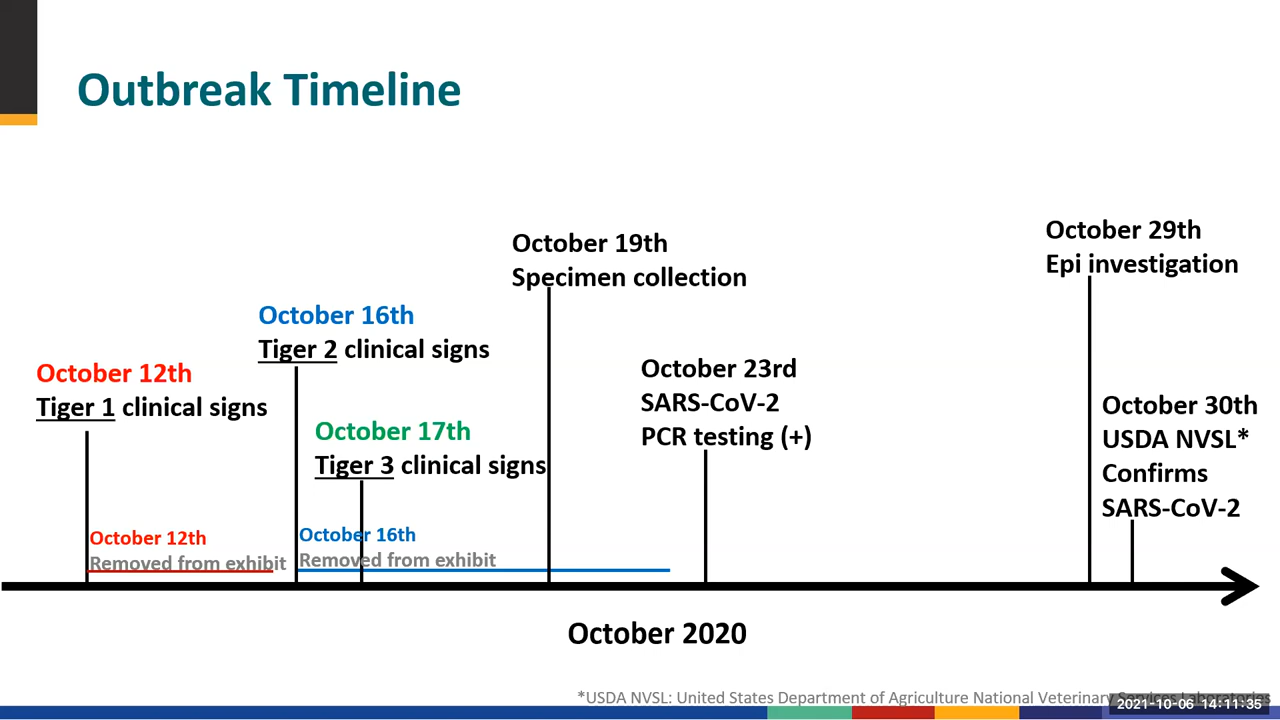 Outbreak Timeline
October 12th
Tiger 1 clinical signs
October 16th
Tiger 2 clinical signs
October 17th
Tiger 3 clinical signs
October 19th
Specimen collection
October 23rd
SARS-CoV-2
PCR testing (+)
October 29th
Epi investigation
October 30th
USDA NVSL*
Confirms
SARS-CoV-2
October 12th
Removed from exhibit
October 16th
Removed from exhibit
October 2020
*USDA NVSL: United States Department of Agriculture National Veterinary Services Laboratories
2021-10-06 14:11:35